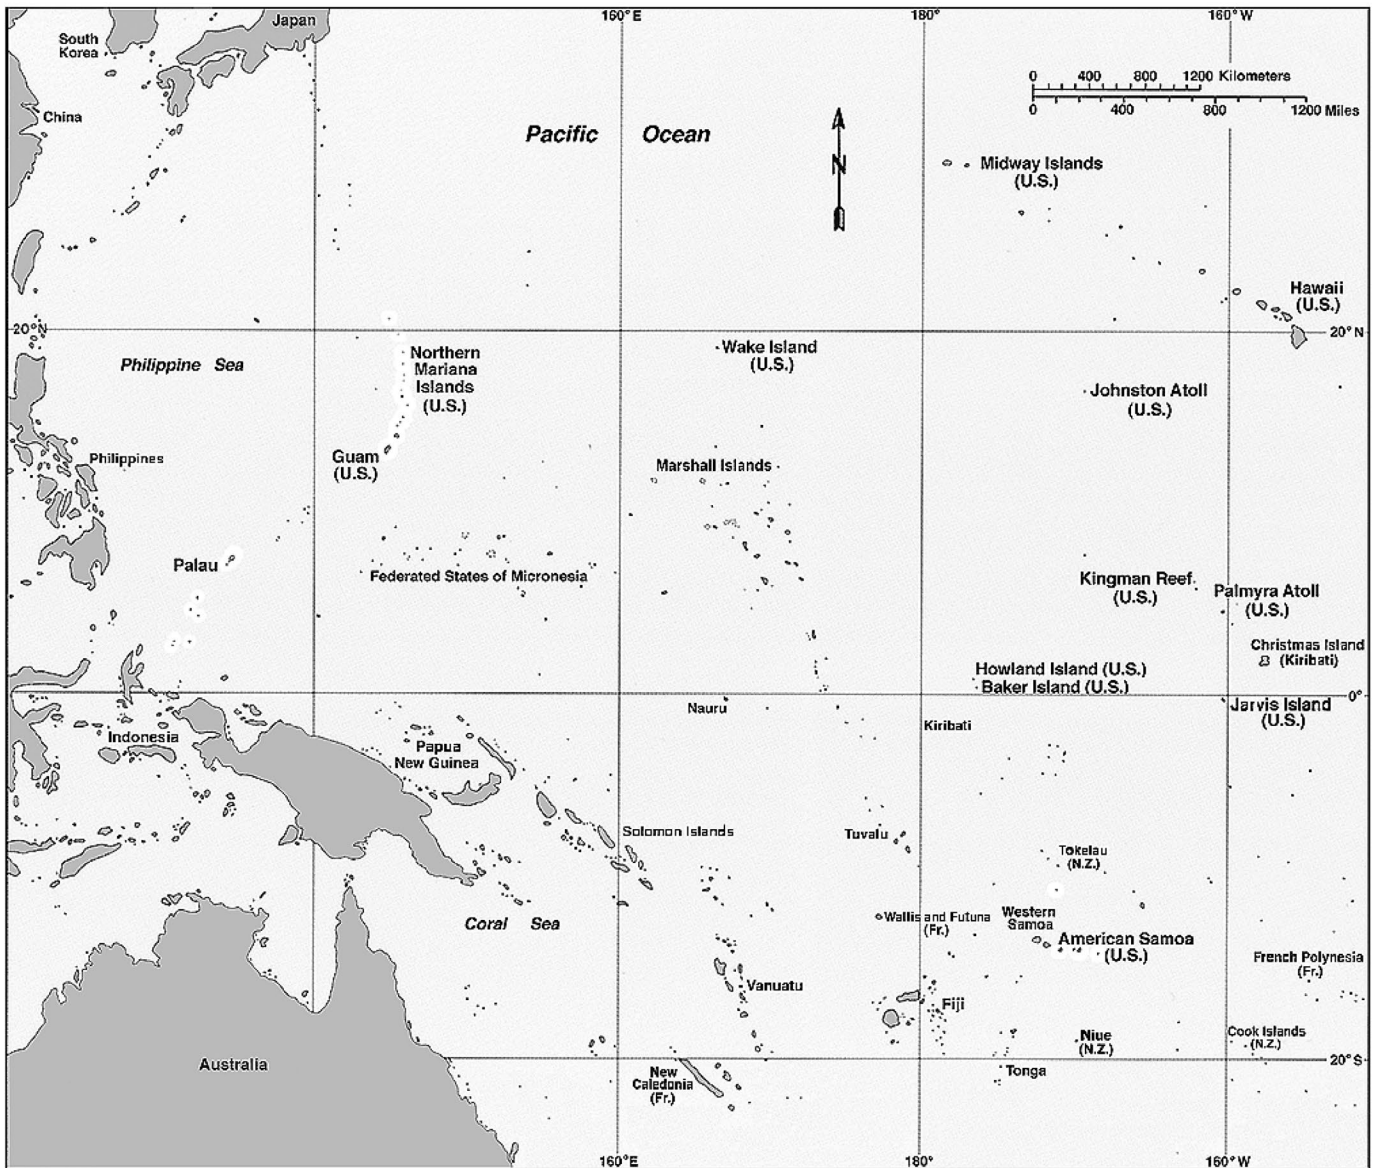 160°E
180°
160°W
Japan
South
Korea
China
0 400 800 1200 Kilometers
0 400 800 1200 Miles
Pacific Ocean
N
Midway Islands
(U.S.)
Hawaii
(U.S.)
20°N
20°N
Philippine Sea
Northern
Mariana
Islands
(U.S.)
Wake Island
(U.S.)
Johnston Atoll
(U.S.)
Guam
(U.S.)
Philippines
Marshall Islands
Palau
Federated States of Micronesia
Kingman Reef
(U.S.)
Palmyra Atoll
(U.S.)
Christmas Island
(Kiribati)
Howland Island (U.S.)
Baker Island (U.S.)
0°
Nauru
Jarvis Island
(U.S.)
Kiribati
Indonesia
Papua
New Guinea
Solomon Islands
Tuvalu
Tokelau
(N.Z.)
Coral Sea
Wallis and Futuna
(Fr.)
Western
Samoa
American Samoa
(U.S.)
French Polynesia
(Fr.)
Vanuatu
Fiji
Niue
(N.Z.)
Cook Islands
(N.Z.)
20°S
Australia
New
Caledonia
(Fr.)
Tonga
160°E
180°
160°W